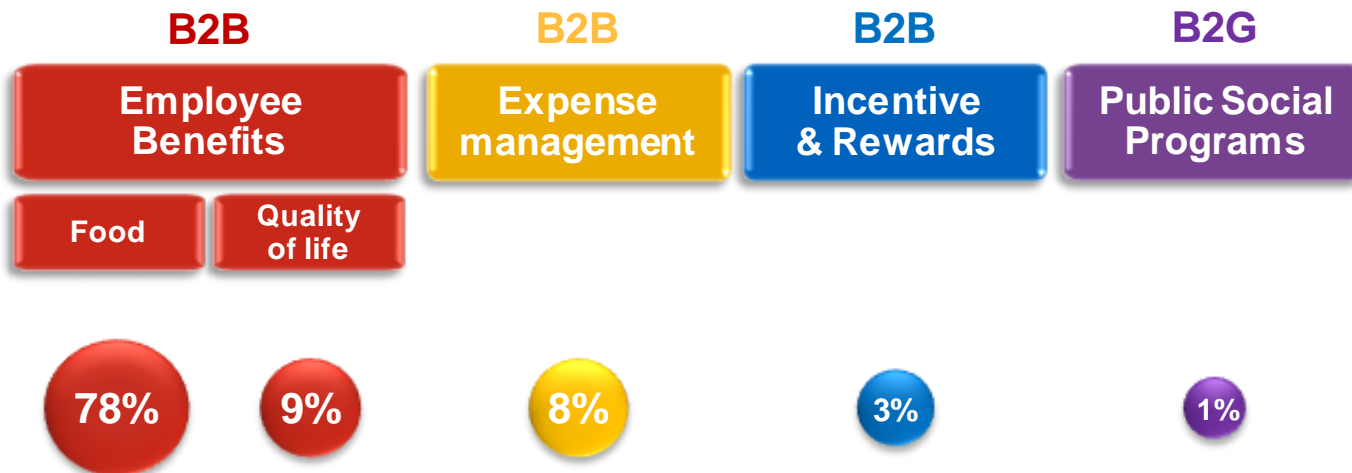 B2B
B2B
B2B
B2G
Employee
Benefits
Expense
management
Incentive
& Rewards
Public Social
Programs
Food
Quality
of life
78%
9%
8%
3%
1%